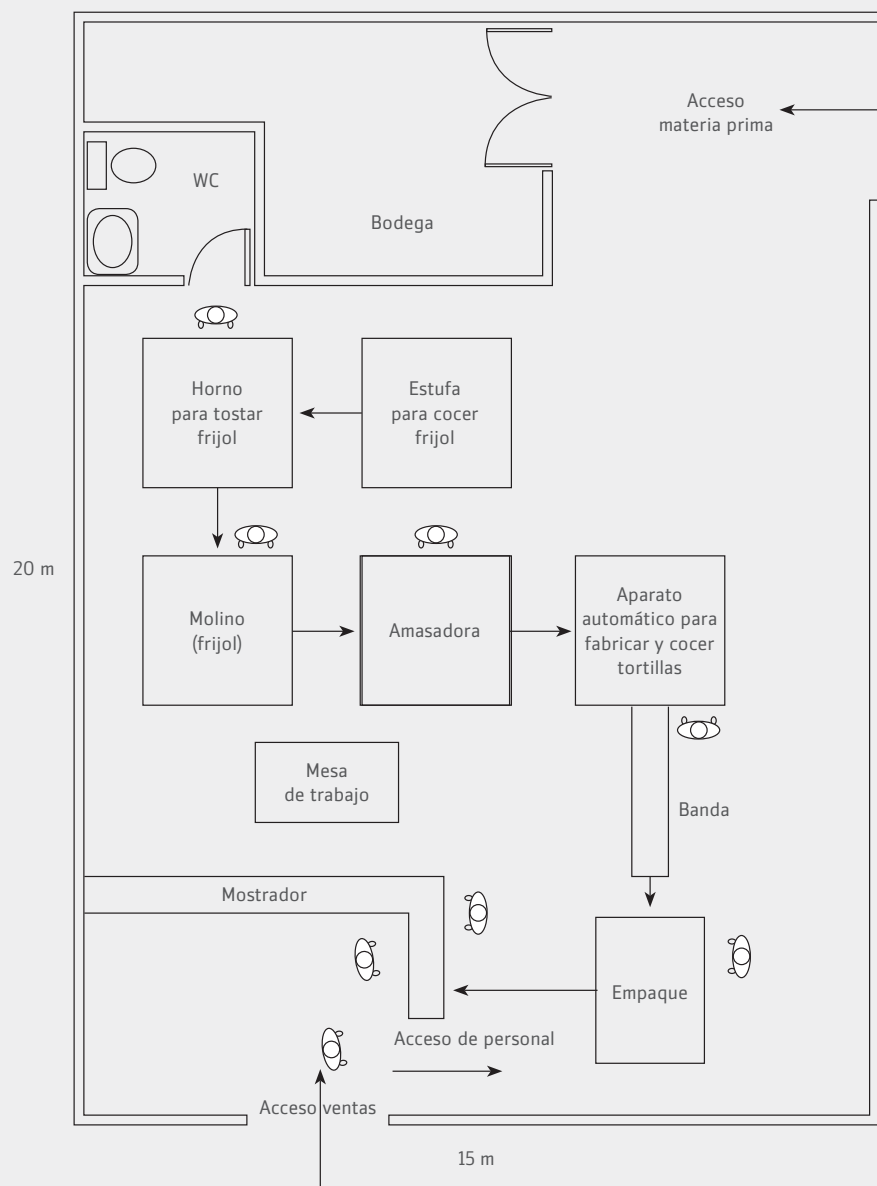 Acceso
materia prima
WC
Bodega
Horno
para tostar
frijol
Estufa
para cocer
frijol
20 m
Molino
(frijol)
Amasadora
Aparato
automático para
fabricar y cocer
tortillas
Mesa
de trabajo
Banda
Mostrador
Empaque
Acceso de personal
Acceso ventas
15 m